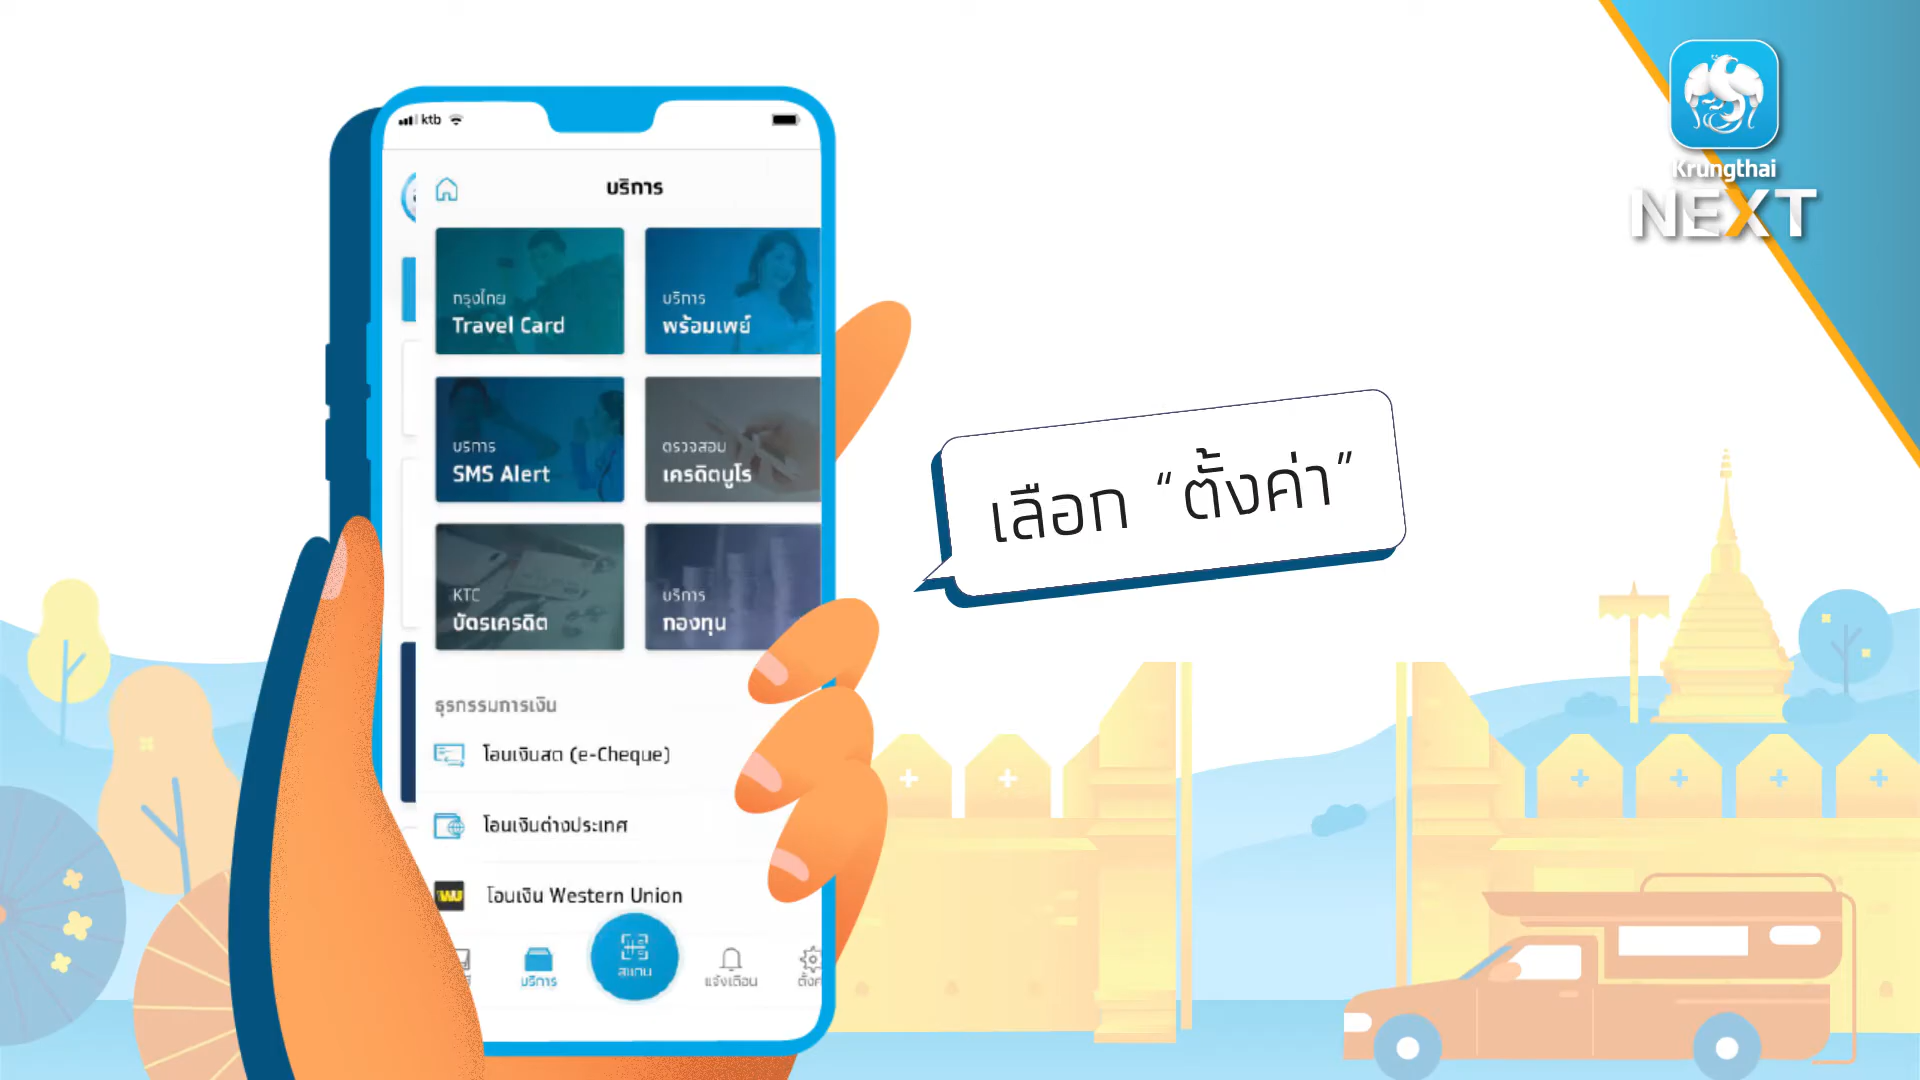 ktb
บริการ
กรุงไทย
Travel Card
บริการ
พร้อมเพย์
บริการ
SMS Alert
ตรวจสอบ
เครดิตบูโร
KTC
บัตรเครดิต
บริการ
กองทุน
ธุรกรรมการเงิน
โอนเงินสด (e-Cheque)
โอนเงินต่างประเทศ
WU
โอนเงิน Western Union
บริการ
สแกน
แจ้งเตือน
เลือก “ตั้งค่า”
Krungthai
NEXT